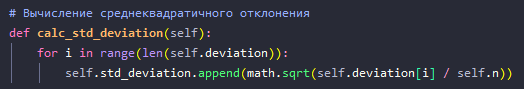 # Вычисление среднеквадратичного отклонения
def calc_std_deviation(self):
    for i in range(len(self.deviation)):
        self.std_deviation.append(math.sqrt(self.deviation[i] / self.n))